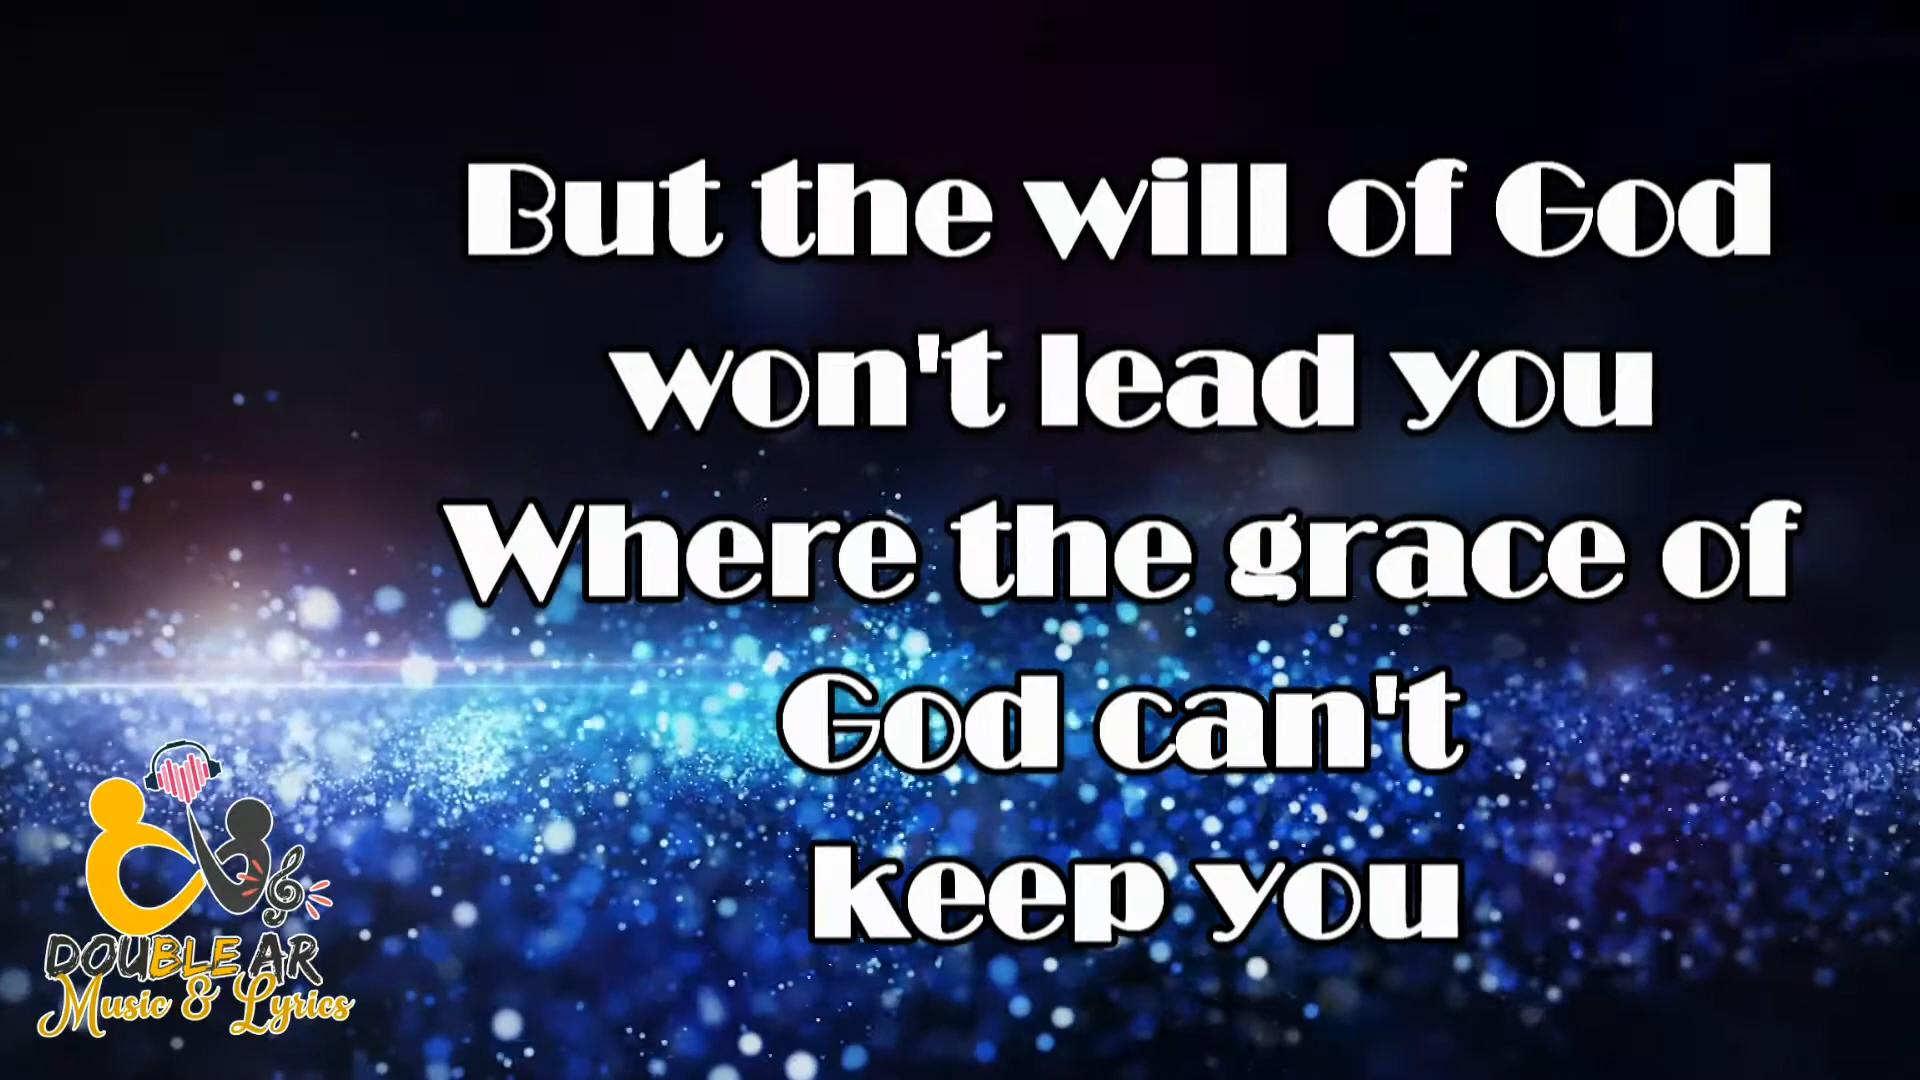 But the will of God
won't lead you
Where the grace of
God can't
keep you
DOUBLE AR
Music & Lyrics